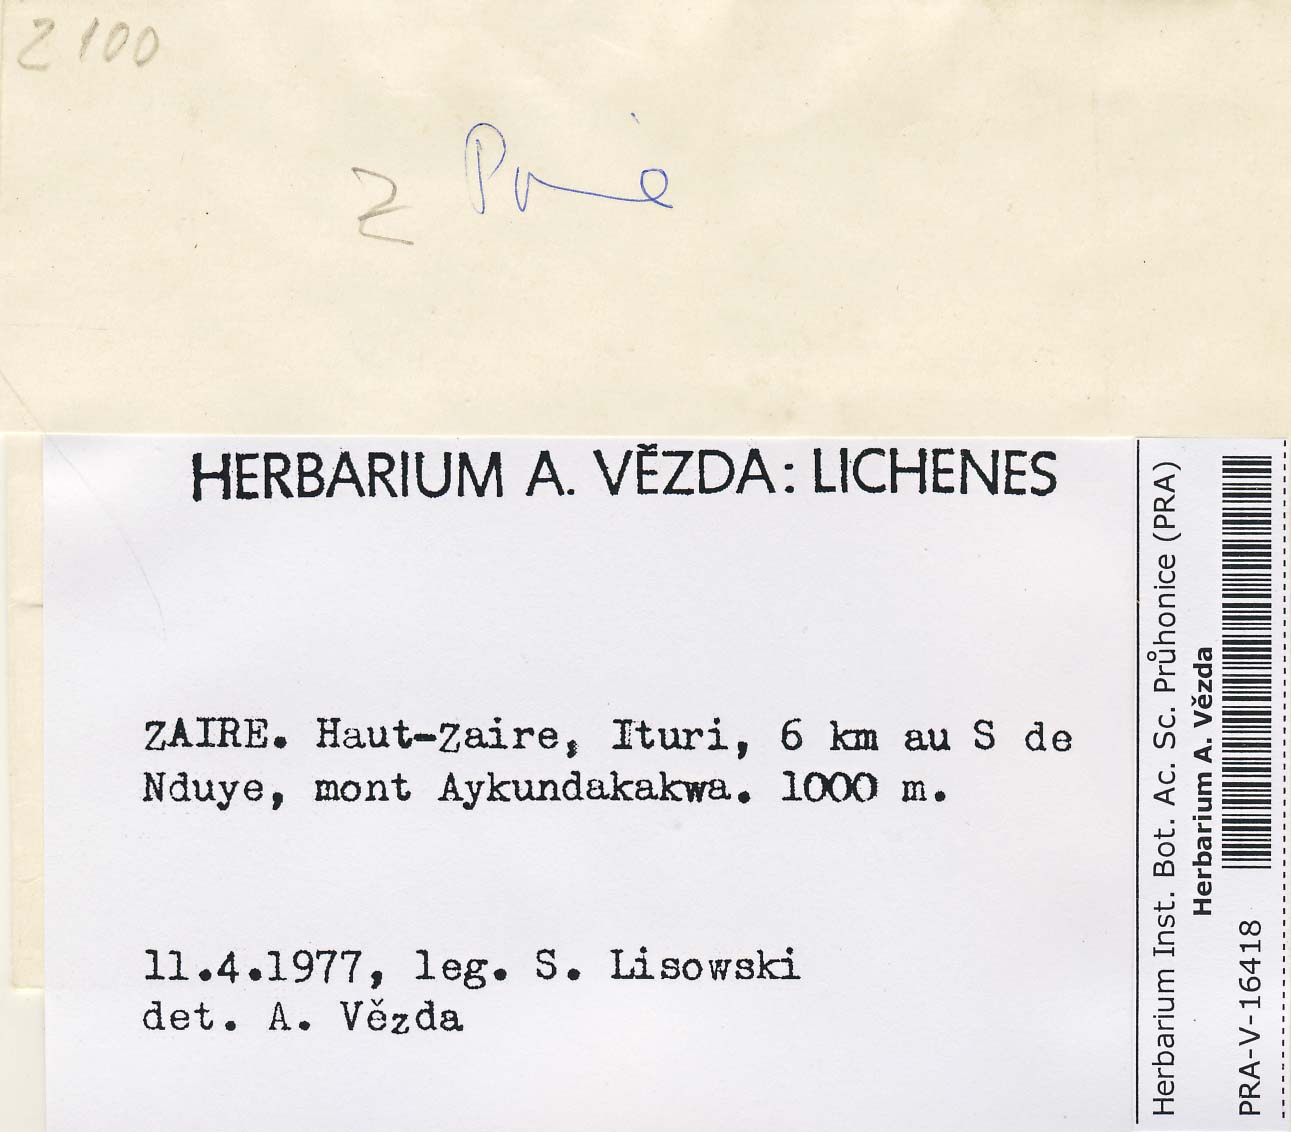 2100
Z
HERBARIUM A. VĚZDA: LICHENES
ZAIRE. Haut-Zaire, Ituri, 6 km au S de
Nduye, mont Aykundakakwa. 1000 m.
11.4.1977, leg. S. Lisowski
det. A. Vězda
Herbarium Inst. Bot. Ac. Sc. Průhonice (PRA)
Herbarium A. Vězda
PRA-V-16418